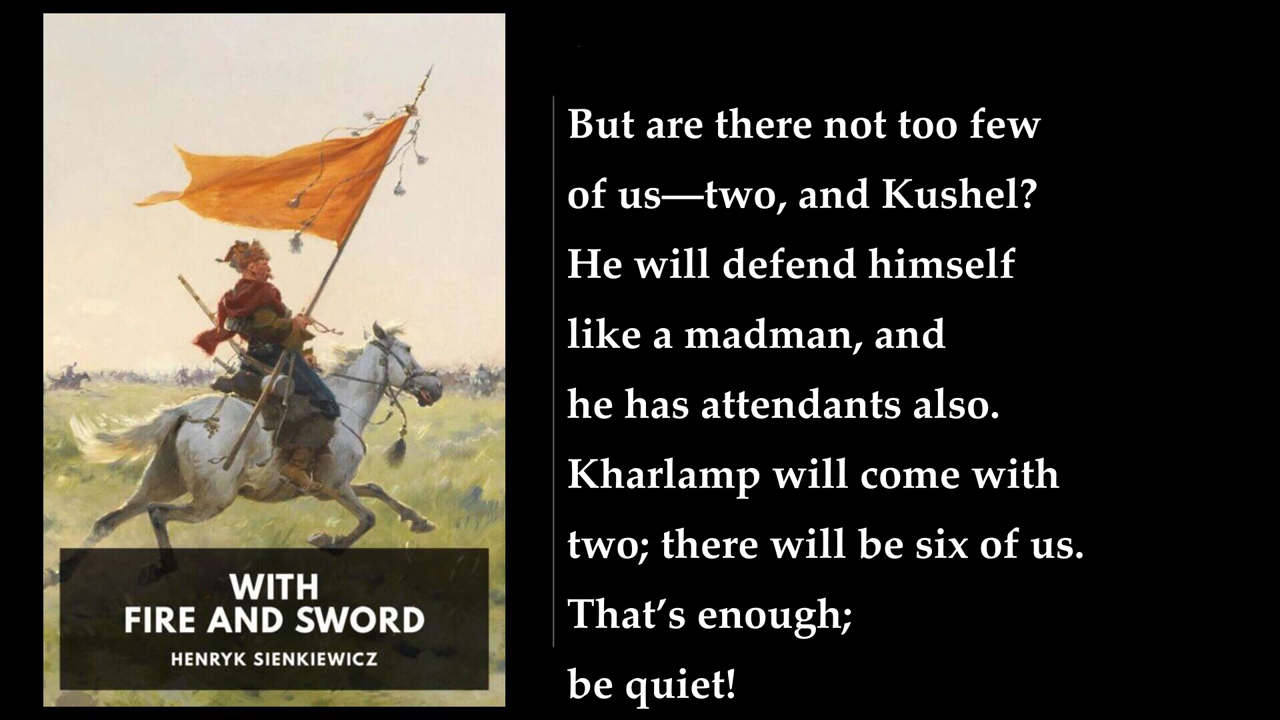 WITH
FIRE AND SWORD
HENRYK SIENKIEWICZ
But are there not too few
of us—two, and Kushel?
He will defend himself
like a madman, and
he has attendants also.
Kharlamp will come with
two; there will be six of us.
That’s enough;
be quiet!